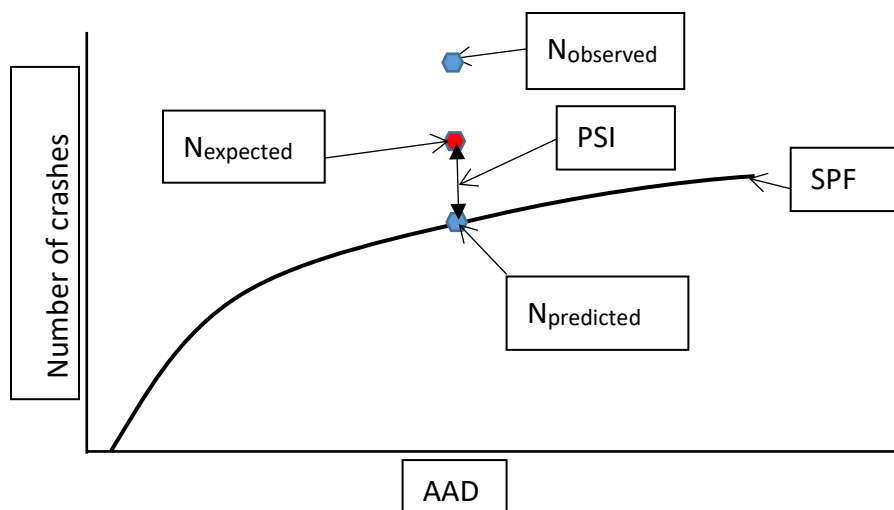 Nobserved
Nexpected
PSI
SPF
Npredicted
Number of crashes
AAD